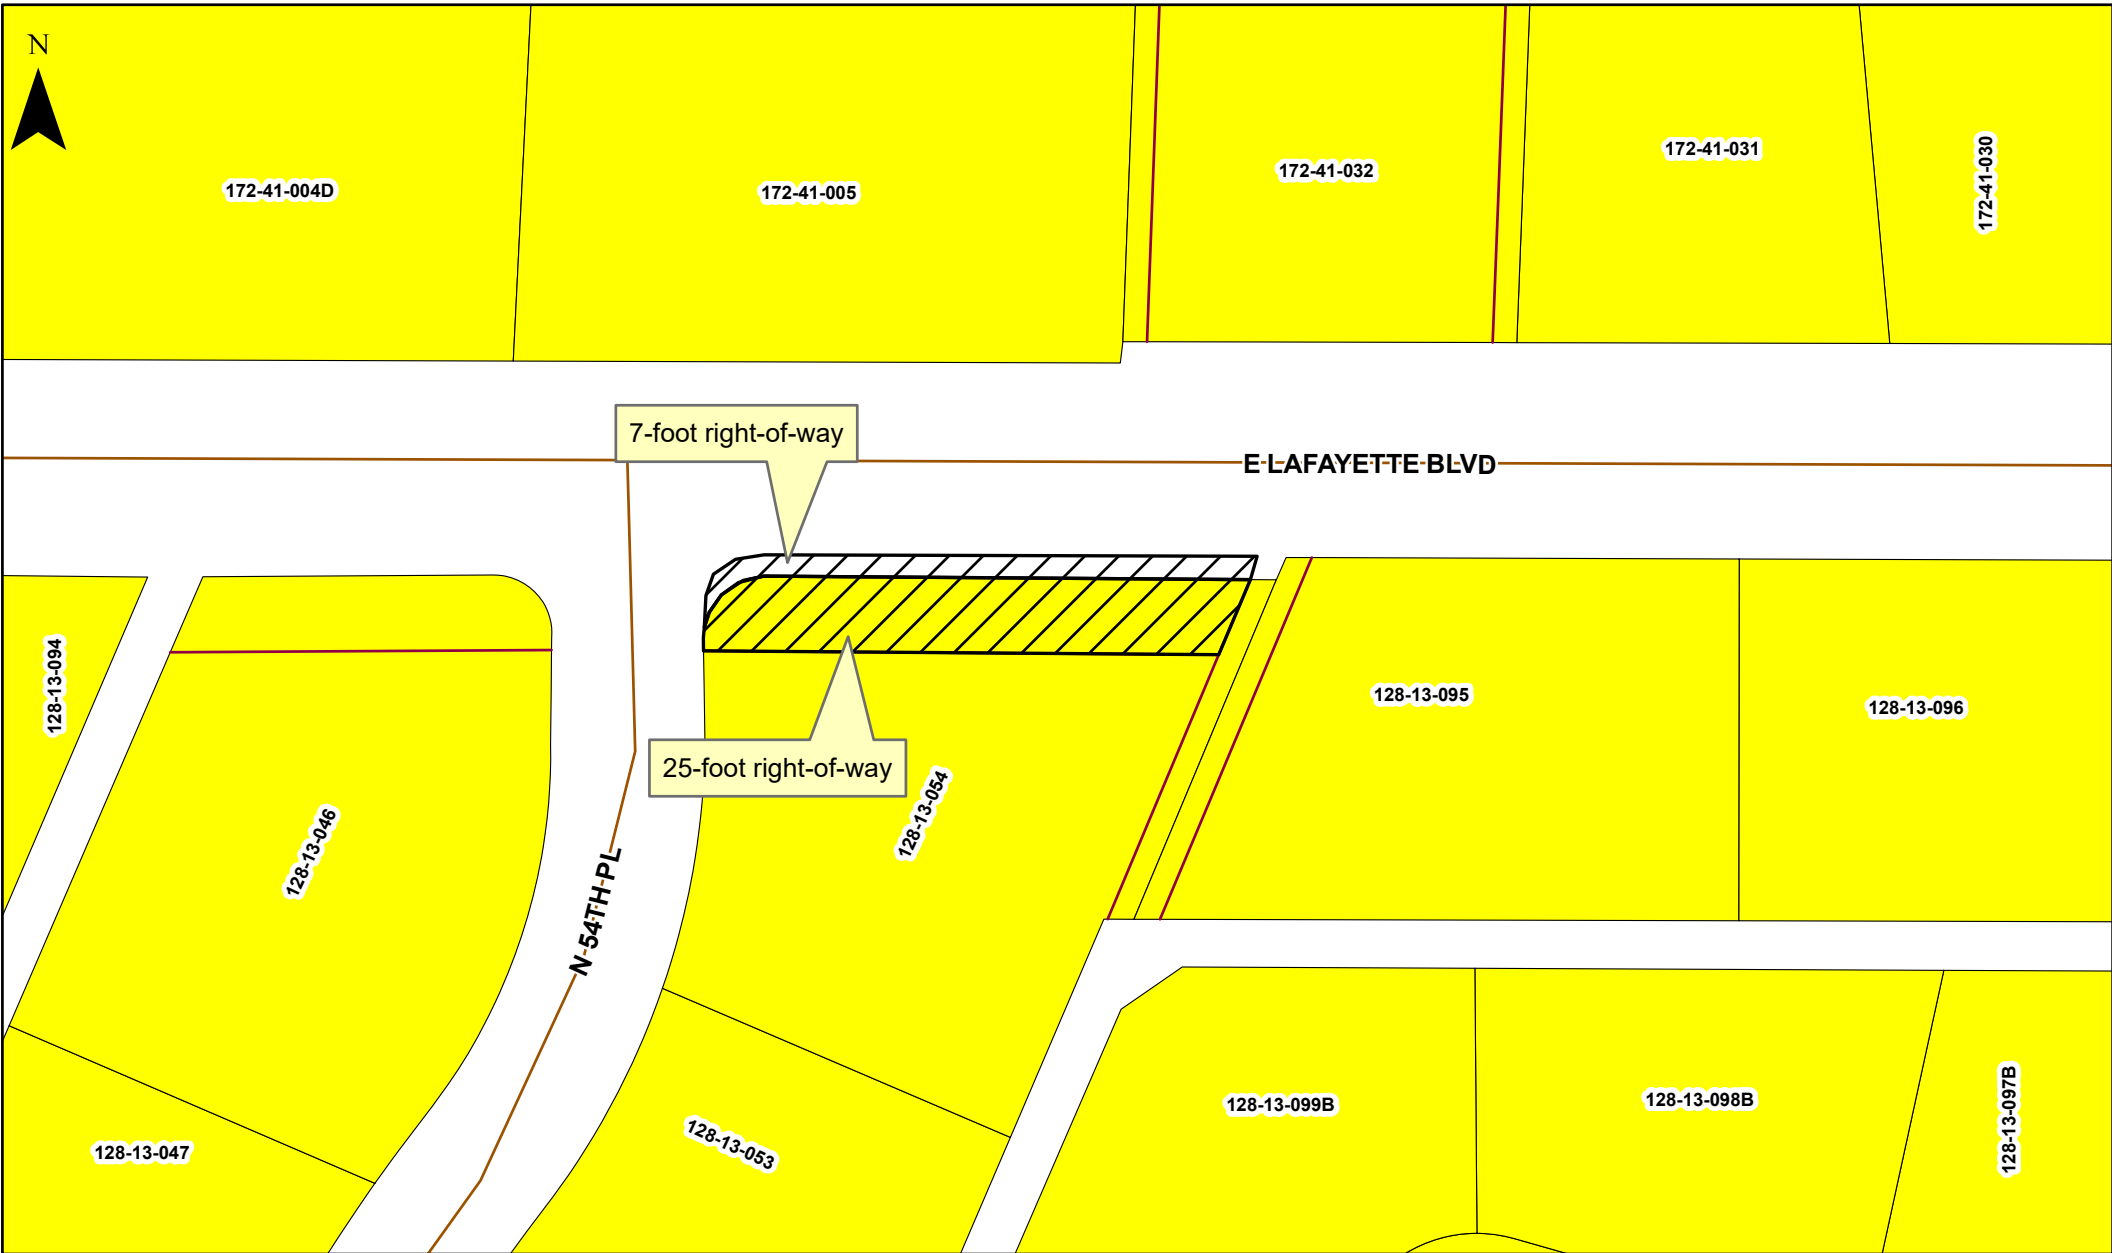 N
172-41-004D
172-41-005
172-41-032
172-41-031
172-41-030
7-foot right-of-way
E LAFAYETTE BLVD
128-13-094
128-13-095
128-13-096
25-foot right-of-way
128-13-054
128-13-046
N 54TH PL
128-13-047
128-13-053
128-13-099B
128-13-098B
128-13-097B